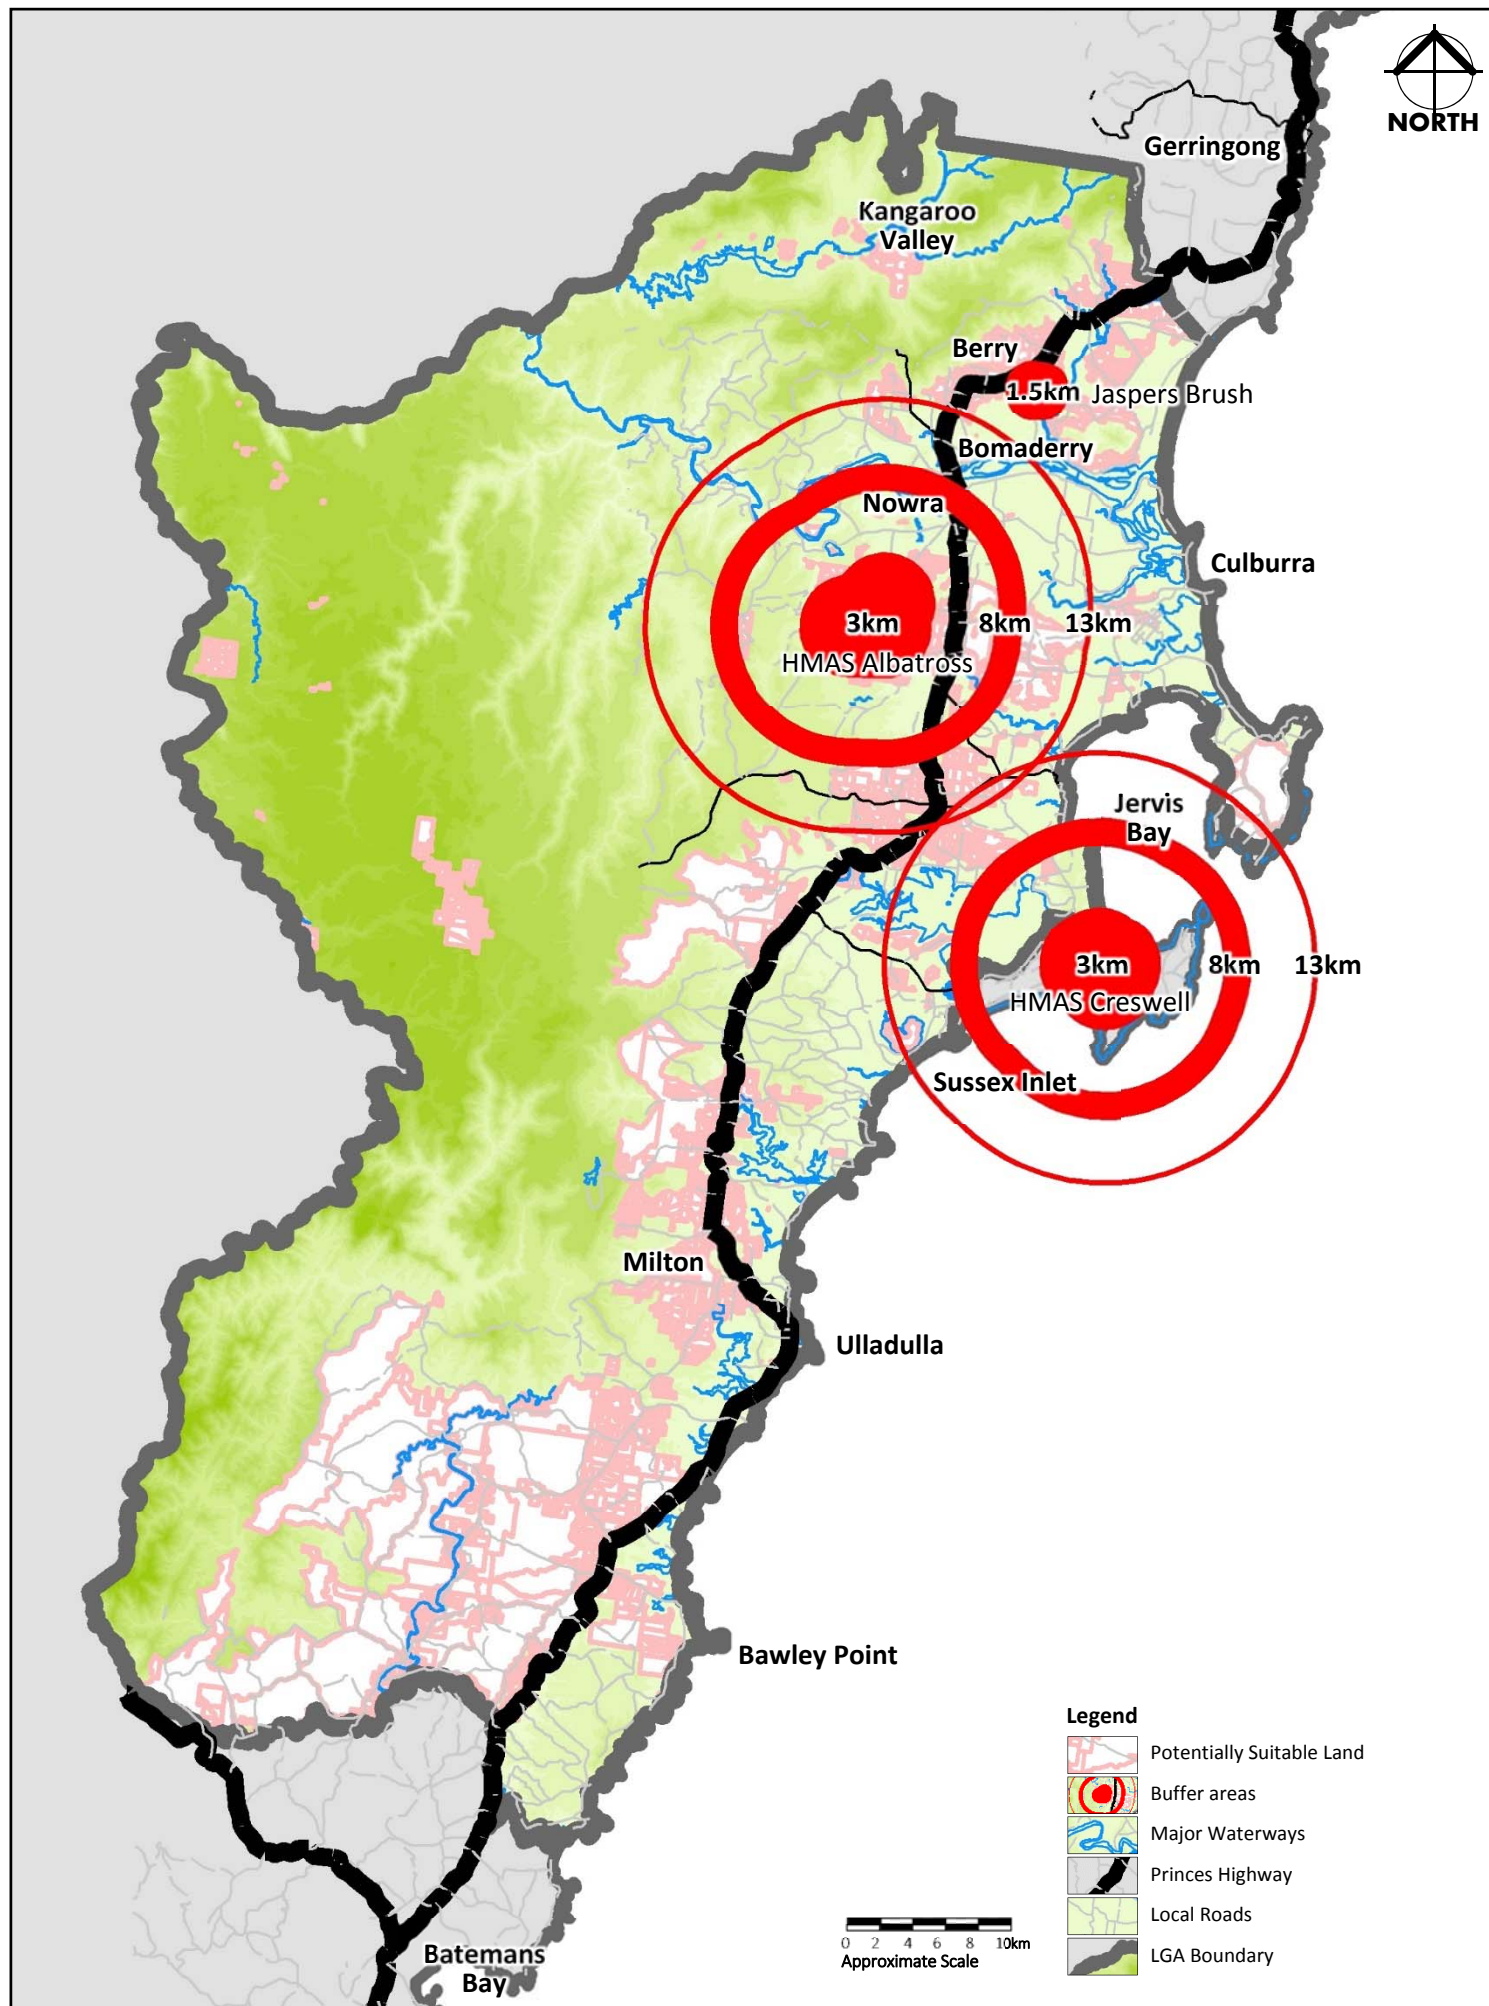 NORTH
Gerringong
Kangaroo
Valley
Berry
1.5km
Jaspers Brush
Bomaderry
Nowra
Culburra
3km
8km
13km
HMAS Albatross
Jervis
Bay
3km
8km
13km
HMAS Creswell
Sussex Inlet
Milton
Ulladulla
Bawley Point
Legend
Potentially Suitable Land
Buffer areas
Major Waterways
Princes Highway
Local Roads
LGA Boundary
0 2 4 6 8 10km
Approximate Scale
Batemans
Bay